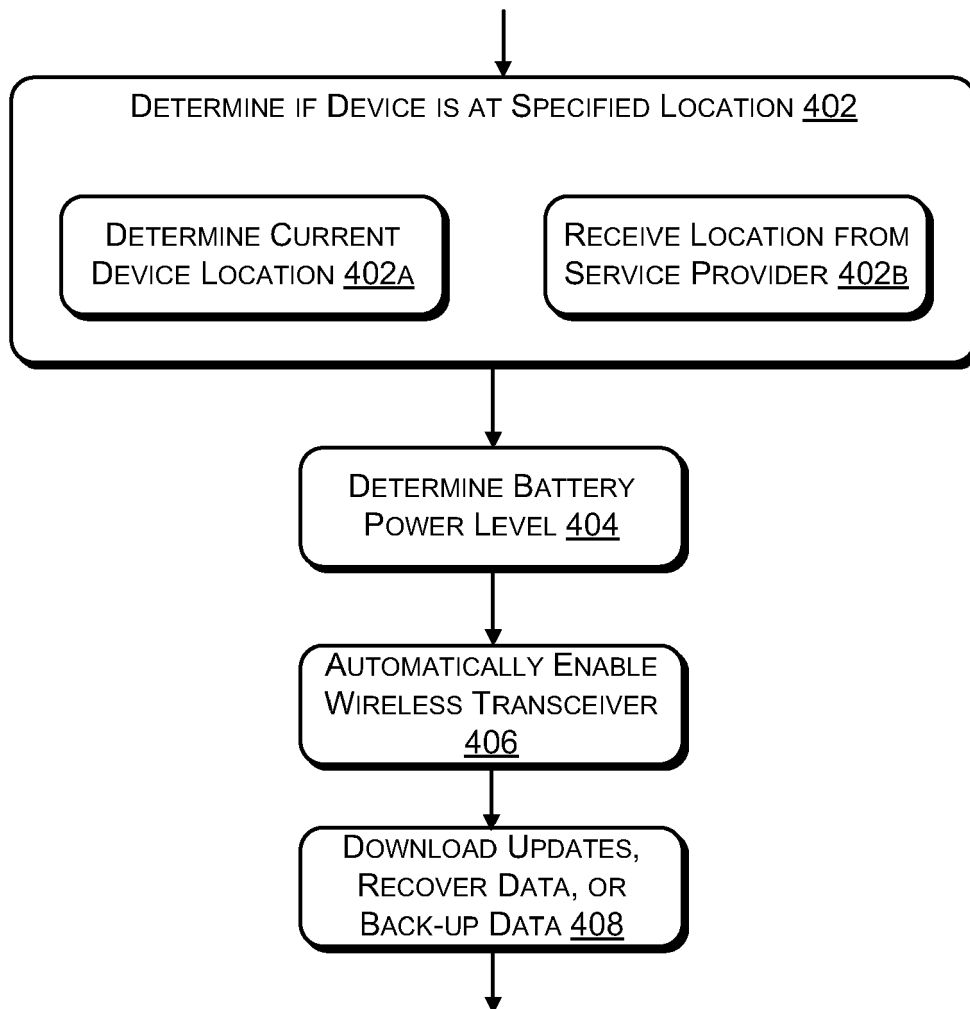 DETERMINE IF DEVICE IS AT SPECIFIED LOCATION 402
DETERMINE CURRENT
DEVICE LOCATION 402A
RECEIVE LOCATION FROM
SERVICE PROVIDER 402B
DETERMINE BATTERY
POWER LEVEL 404
AUTOMATICALLY ENABLE
WIRELESS TRANSCEIVER
406
DOWNLOAD UPDATES,
RECOVER DATA, OR
BACK-UP DATA 408